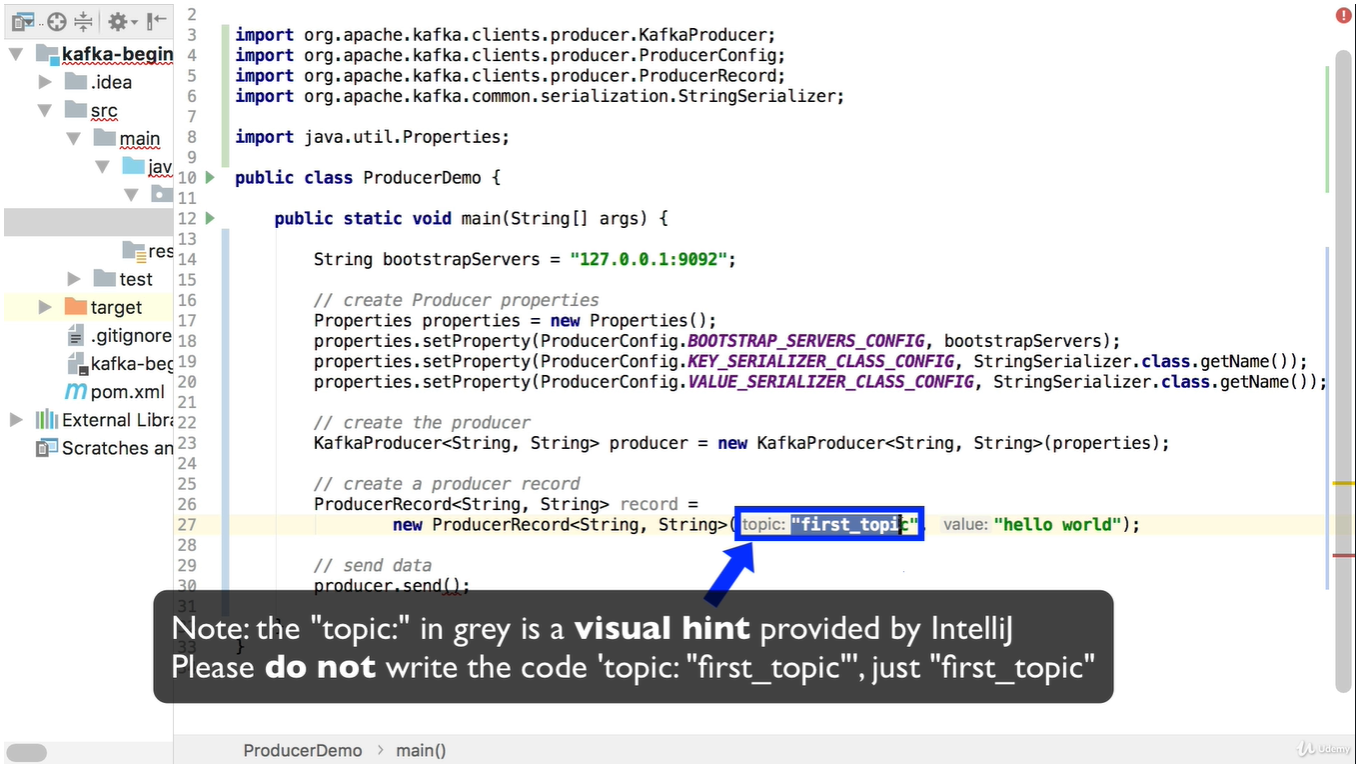 2
3 import org.apache.kafka.clients.producer.KafkaProducer;
4 import org.apache.kafka.clients.producer.ProducerConfig;
5 import org.apache.kafka.clients.producer.ProducerRecord;
6 import org.apache.kafka.common.serialization.StringSerializer;
7
8 import java.util.Properties;
9
10 public class ProducerDemo {
11
12 public static void main(String[] args) {
13
14 String bootstrapServers = "127.0.0.1:9092";
15
16 // create Producer properties
17 Properties properties = new Properties();
18 properties.setProperty(ProducerConfig.BOOTSTRAP_SERVERS_CONFIG, bootstrapServers);
19 properties.setProperty(ProducerConfig.KEY_SERIALIZER_CLASS_CONFIG, StringSerializer.class.getName());
20 properties.setProperty(ProducerConfig.VALUE_SERIALIZER_CLASS_CONFIG, StringSerializer.class.getName());
21
22 // create the producer
23 KafkaProducer<String, String> producer = new KafkaProducer<String, String>(properties);
24
25 // create a producer record
26 ProducerRecord<String, String> record =
27 new ProducerRecord<String, String>( topic: "first_topic", value: "hello world");
28
29 // send data
30 producer.send();
31
33 }
kafka-begin
.idea
src
main
jav
res
test
target
.gitignore
kafka-beg
pom.xml
External Libra
Scratches an
Note: the "topic:" in grey is a visual hint provided by IntelliJ
Please do not write the code 'topic: "first_topic"', just "first_topic"
ProducerDemo > main()
Udemy